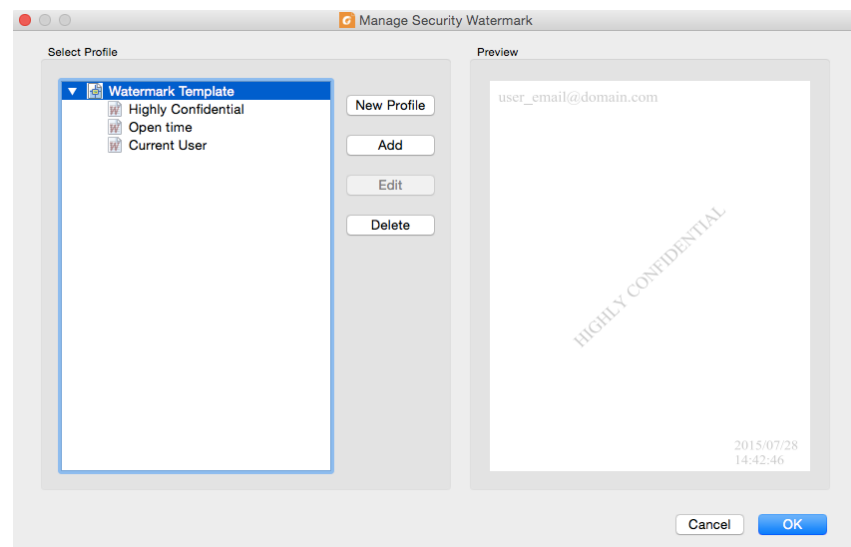 Manage Security Watermark
Select Profile
Watermark Template
Highly Confidential
Open time
Current User
New Profile
Add
Edit
Delete
Preview
user_email@domain.com
HIGHLY CONFIDENTIAL
2015/07/28
14:42:46
Cancel
OK